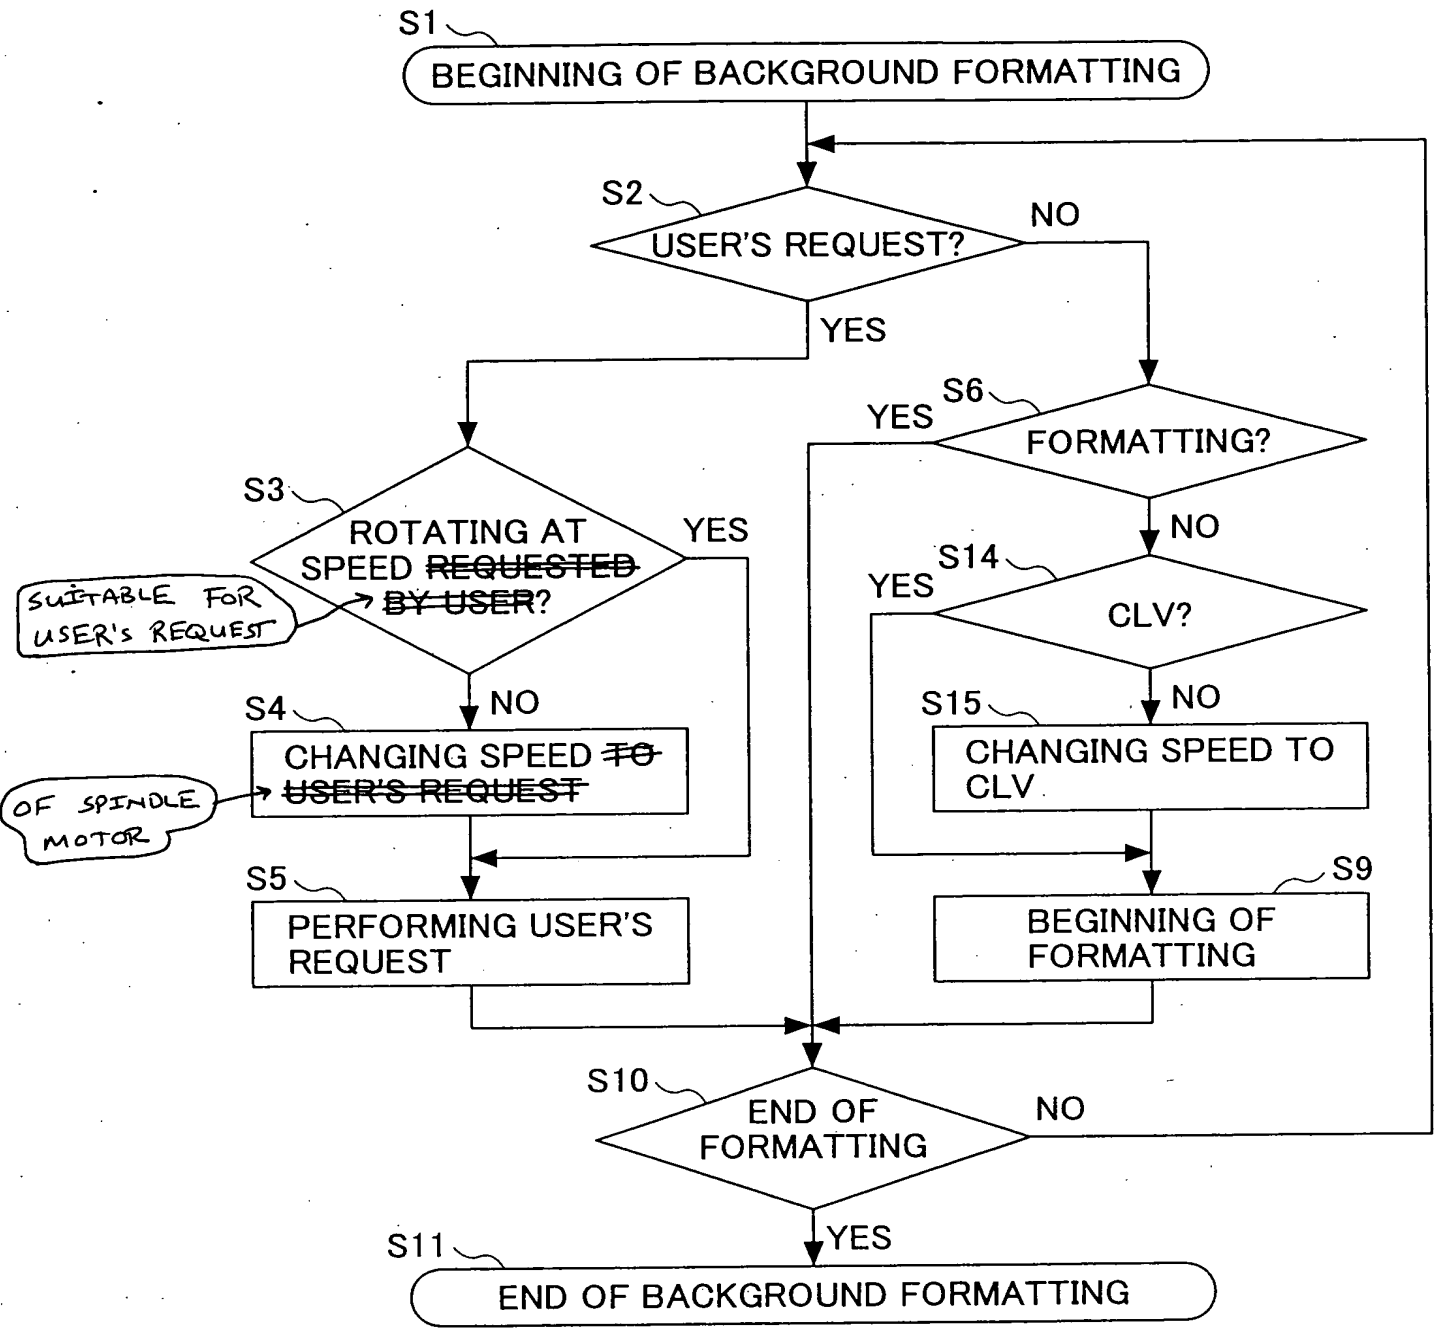 S1
BEGINNING OF BACKGROUND FORMATTING
S2
USER'S REQUEST?
NO
YES
S6
YES
FORMATTING?
NO
S3
ROTATING AT
SPEED REQUESTED
BY USER?
YES
SUITABLE FOR
USER'S REQUEST
NO
S14
YES
CLV?
NO
S4
CHANGING SPEED TO
USER'S REQUEST
OF SPINDLE
MOTOR
S15
CHANGING SPEED TO
CLV
S5
PERFORMING USER'S
REQUEST
S9
BEGINNING OF
FORMATTING
S10
END OF
FORMATTING
NO
YES
S11
END OF BACKGROUND FORMATTING